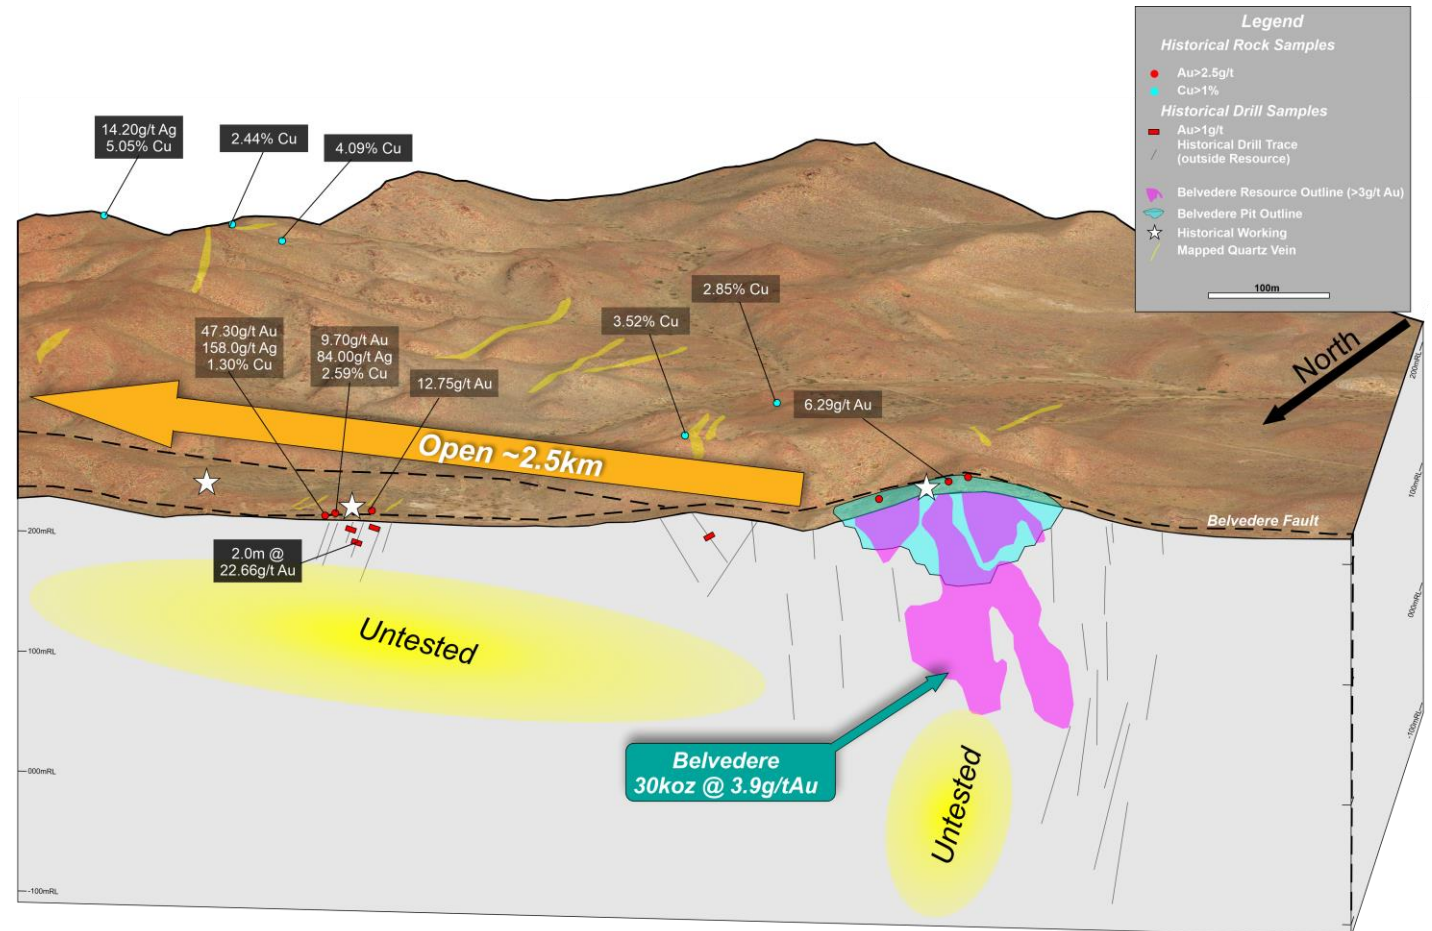 Legend
Historical Rock Samples
Au>2.5g/t
Cu>1%
Historical Drill Samples
Au>1g/t
Historical Drill Trace
(outside Resource)
Belvedere Resource Outline (>3g/t Au)
Belvedere Pit Outline
Historical Working
Mapped Quartz Vein
100m
14.20g/t Ag
5.05% Cu
2.44% Cu
4.09% Cu
2.85% Cu
3.52% Cu
47.30g/t Au
158.0g/t Ag
1.30% Cu
9.70g/t Au
84.00g/t Ag
2.59% Cu
12.75g/t Au
6.29g/t Au
North
Open ~2.5km
Belvedere Fault
2.0m @
22.66g/t Au
Untested
Belvedere
30koz @ 3.9g/tAu
Untested
200mRL
100mRL
000mRL
-100mRL
200mRL
100mRL
000mRL
-100mRL